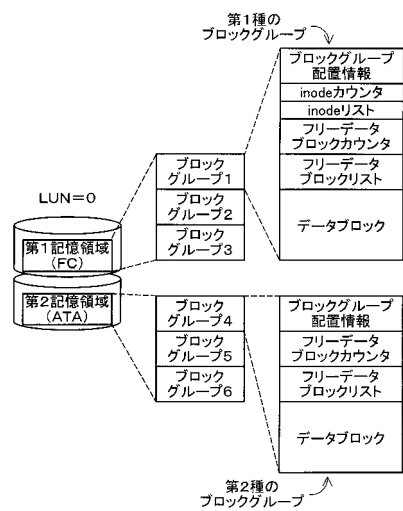 第1種の
ブロックグループ
ブロックグループ
配置情報
inodeカウンタ
inodeリスト
フリーデータ
ブロックカウンタ
フリーデータ
ブロックリスト
データブロック
ブロック
グループ1
ブロック
グループ2
ブロック
グループ3
LUN=0
第1記憶領域
(FC)
第2記憶領域
(ATA)
ブロック
グループ4
ブロック
グループ5
ブロック
グループ6
ブロックグループ
配置情報
フリーデータ
ブロックカウンタ
フリーデータ
ブロックリスト
データブロック
第2種の
ブロックグループ